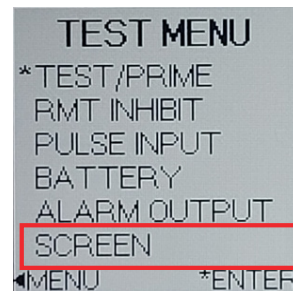 TEST MENU
*TEST/PRIME
RMT INHIBIT
PULSE INPUT
BATTERY
ALARM OUTPUT
SCREEN
◀MENU *ENTER